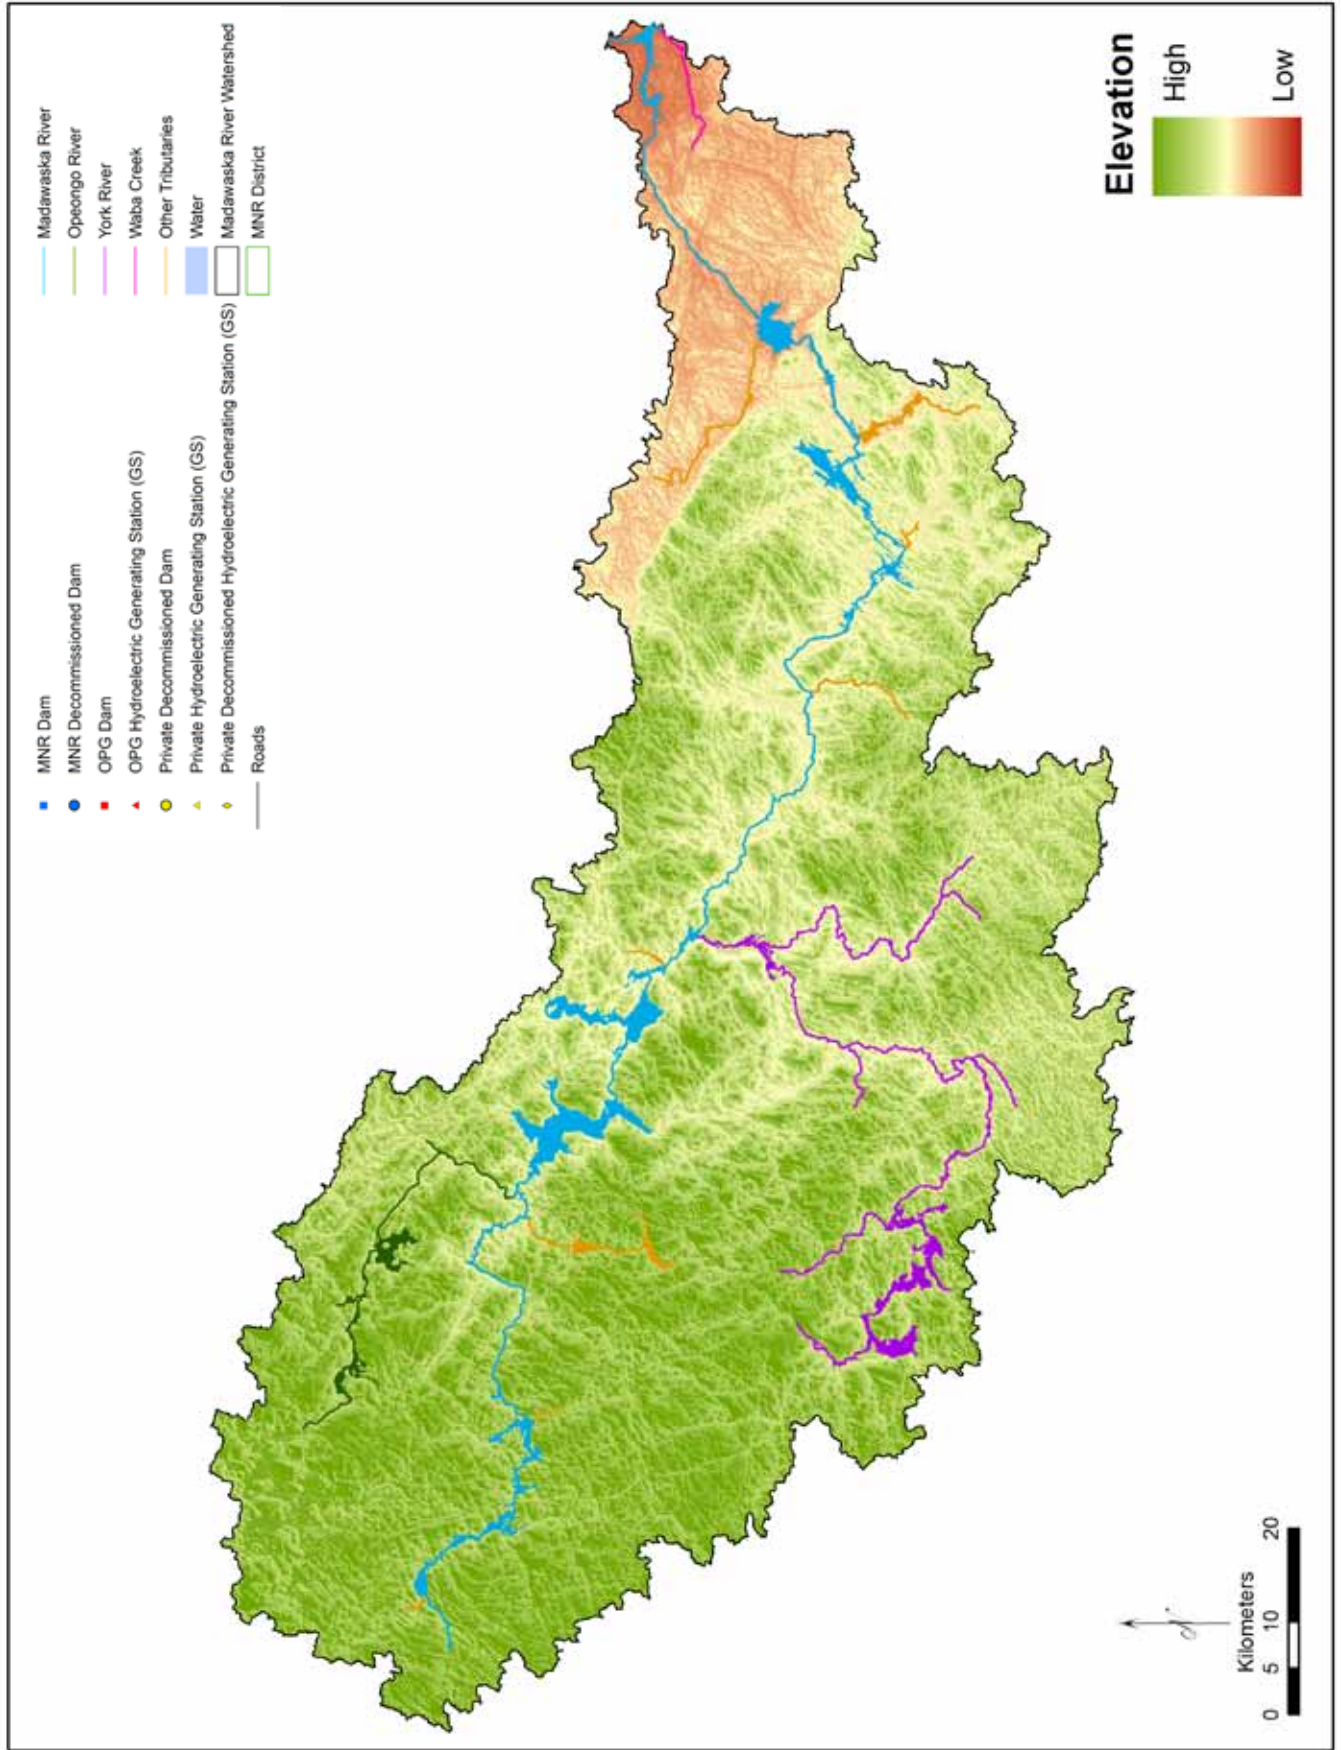 MNR Dam
MNR Decommissioned Dam
OPG Dam
OPG Hydroelectric Generating Station (GS)
Private Decommissioned Dam
Private Hydroelectric Generating Station (GS)
Private Decommissioned Hydroelectric Generating Station (GS)
Roads
Madawaska River
Opeongo River
York River
Waba Creek
Other Tributaries
Water
Madawaska River Watershed
MNR District
Elevation
High
Low
N
Kilometers
0 5 10 20